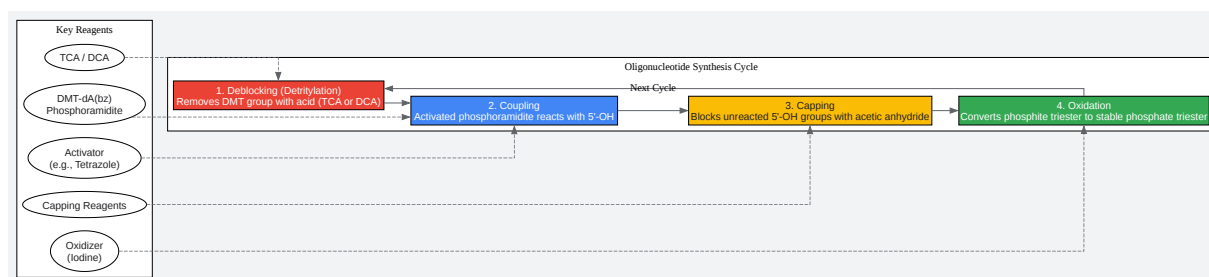 Key Reagents
TCA / DCA
DMT-dA(bz)
Phosphoramidite
Activator
(e.g., Tetrazole)
Capping Reagents
Oxidizer
(Iodine)
Oligonucleotide Synthesis Cycle
1. Deblocking (Detritylation)
Removes DMT group with acid (TCA or DCA)
Next Cycle
2. Coupling
Activated phosphoramidite reacts with 5'-OH
3. Capping
Blocks unreacted 5'-OH groups with acetic anhydride
4. Oxidation
Converts phosphite triester to stable phosphate triester